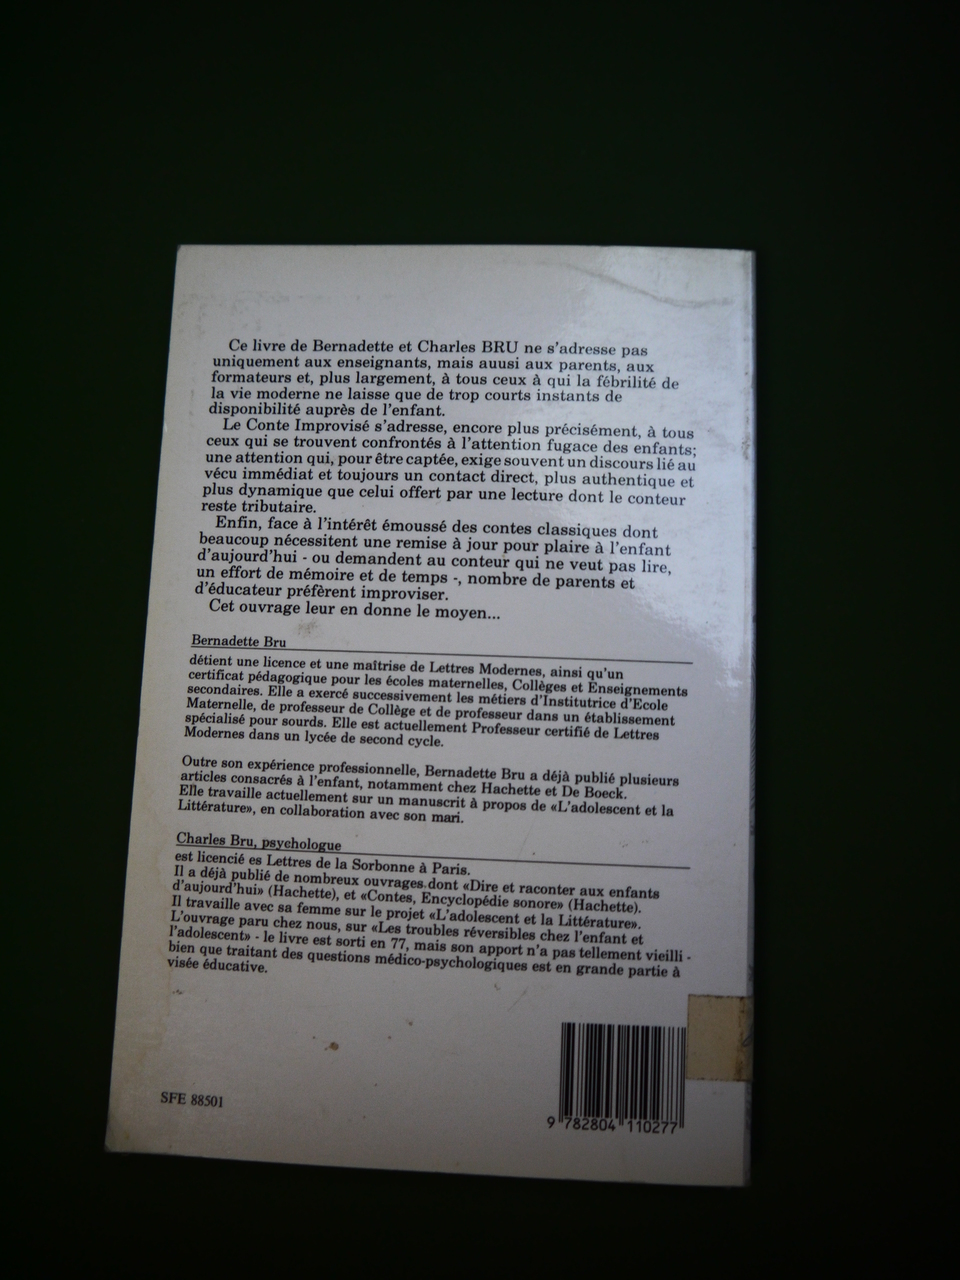 Ce livre de Bernadette et Charles BRU ne s'adresse pas
uniquement aux enseignants, mais auusi aux parents, aux
formateurs et, plus largement, à tous ceux à qui la fébrilité de
la vie moderne ne laisse que de trop courts instants de
disponibilité auprès de l'enfant.
Le Conte Improvisé s'adresse, encore plus précisément, à tous
ceux qui se trouvent confrontés à l'attention fugace des enfants;
une attention qui, pour être captée, exige souvent un discours lié au
vécu immédiat et toujours un contact direct, plus authentique et
plus dynamique que celui offert par une lecture dont le conteur
reste tributaire.
Enfin, face à l'intérêt émoussé des contes classiques dont
beaucoup nécessitent une remise à jour pour plaire à l'enfant
d'aujourd'hui - ou demandent au conteur qui ne veut pas lire,
un effort de mémoire et de temps -, nombre de parents et
d'éducateur préfèrent improviser.
Cet ouvrage leur en donne le moyen...
Bernadette Bru
détient une licence et une maîtrise de Lettres Modernes, ainsi qu'un
certificat pédagogique pour les écoles maternelles, Collèges et Enseignements
secondaires. Elle a exercé successivement les métiers d'Institutrice d'Ecole
Maternelle, de professeur de Collège et de professeur dans un établissement
spécialisé pour sourds. Elle est actuellement Professeur certifié de Lettres
Modernes dans un lycée de second cycle.
Outre son expérience professionnelle, Bernadette Bru a déjà publié plusieurs
articles consacrés à l'enfant, notamment chez Hachette et De Boeck.
Elle travaille actuellement sur un manuscrit à propos de «L'adolescent et la
Littérature», en collaboration avec son mari.
Charles Bru, psychologue
est licencié es Lettres de la Sorbonne à Paris.
Il a déjà publié de nombreux ouvrages dont «Dire et raconter aux enfants
d'aujourd'hui» (Hachette), et «Contes, Encyclopédie sonore» (Hachette).
Il travaille avec sa femme sur le projet «L'adolescent et la Littérature».
L'ouvrage paru chez nous, sur «Les troubles réversibles chez l'enfant et
l'adolescent» - le livre est sorti en 77, mais son apport n'a pas tellement vieilli -
bien que traitant des questions médico-psychologiques est en grande partie à
visée éducative.
SFE 88501
9 782804 110277